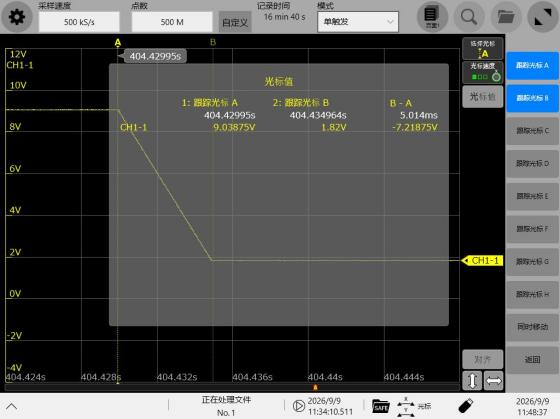 采样速度
500 kS/s
点数
500 M
自定义
记录时间
16 min 40 s
模式
单触发
A
B
404.42995s
12V
CH1-1
10V
8V
6V
4V
2V
0V
-2V
-4V
光标值
1: 跟踪光标 A
2: 跟踪光标 B
B - A
404.42995s
404.434964s
5.014ms
CH1-1
9.03875V
1.82V
-7.21875V
CH1-1
404.424s
404.428s
404.432s
404.436s
404.44s
404.444s
选择光标
A
光标速度
光标值
对齐
跟踪光标 A
跟踪光标 B
跟踪光标 C
跟踪光标 D
跟踪光标 E
跟踪光标 F
跟踪光标 G
跟踪光标 H
同时移动
返回
正在处理文件
No. 1
2026/9/9
11:34:10.511
SAFE
X
Y
光标
2026/9/9
11:48:37